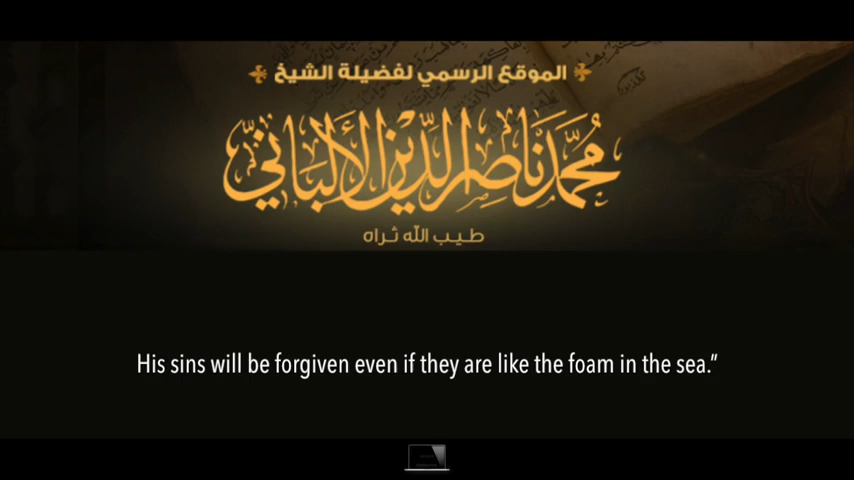 الموقع الرسمي لفضيلة الشيخ
محمد ناصر الدين الألباني
طيب الله ثراه
His sins will be forgiven even if they are like the foam in the sea."